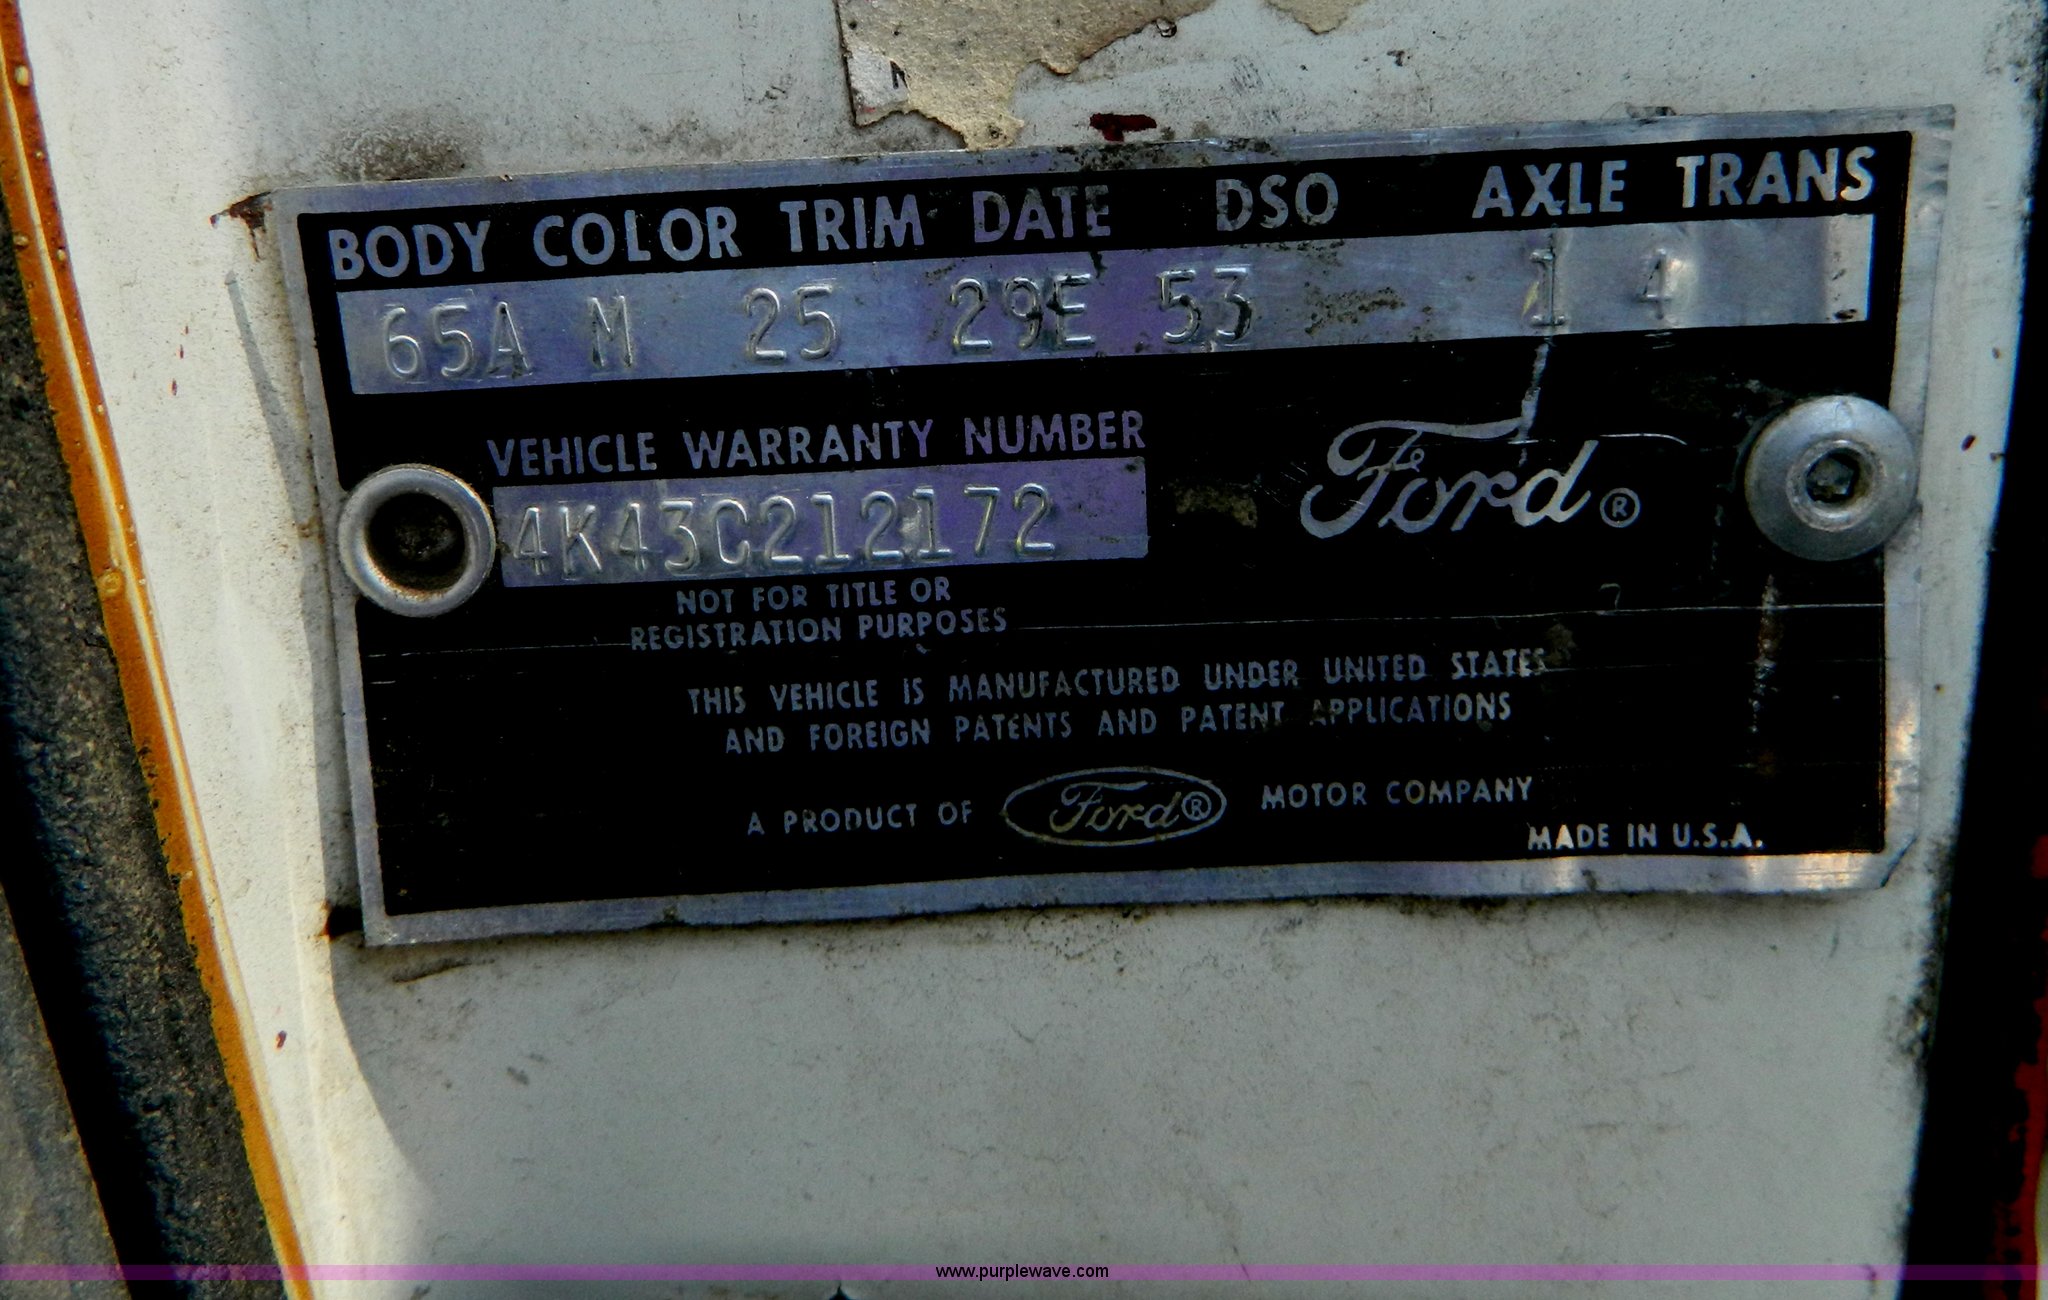 BODY COLOR TRIM DATE DSO AXLE TRANS
65A M 25 29E 53 1 4
VEHICLE WARRANTY NUMBER
4K43C212172
Ford®
NOT FOR TITLE OR
REGISTRATION PURPOSES
THIS VEHICLE IS MANUFACTURED UNDER UNITED STATES
AND FOREIGN PATENTS AND PATENT APPLICATIONS
A PRODUCT OF Ford® MOTOR COMPANY
MADE IN U.S.A.
www.purplewave.com